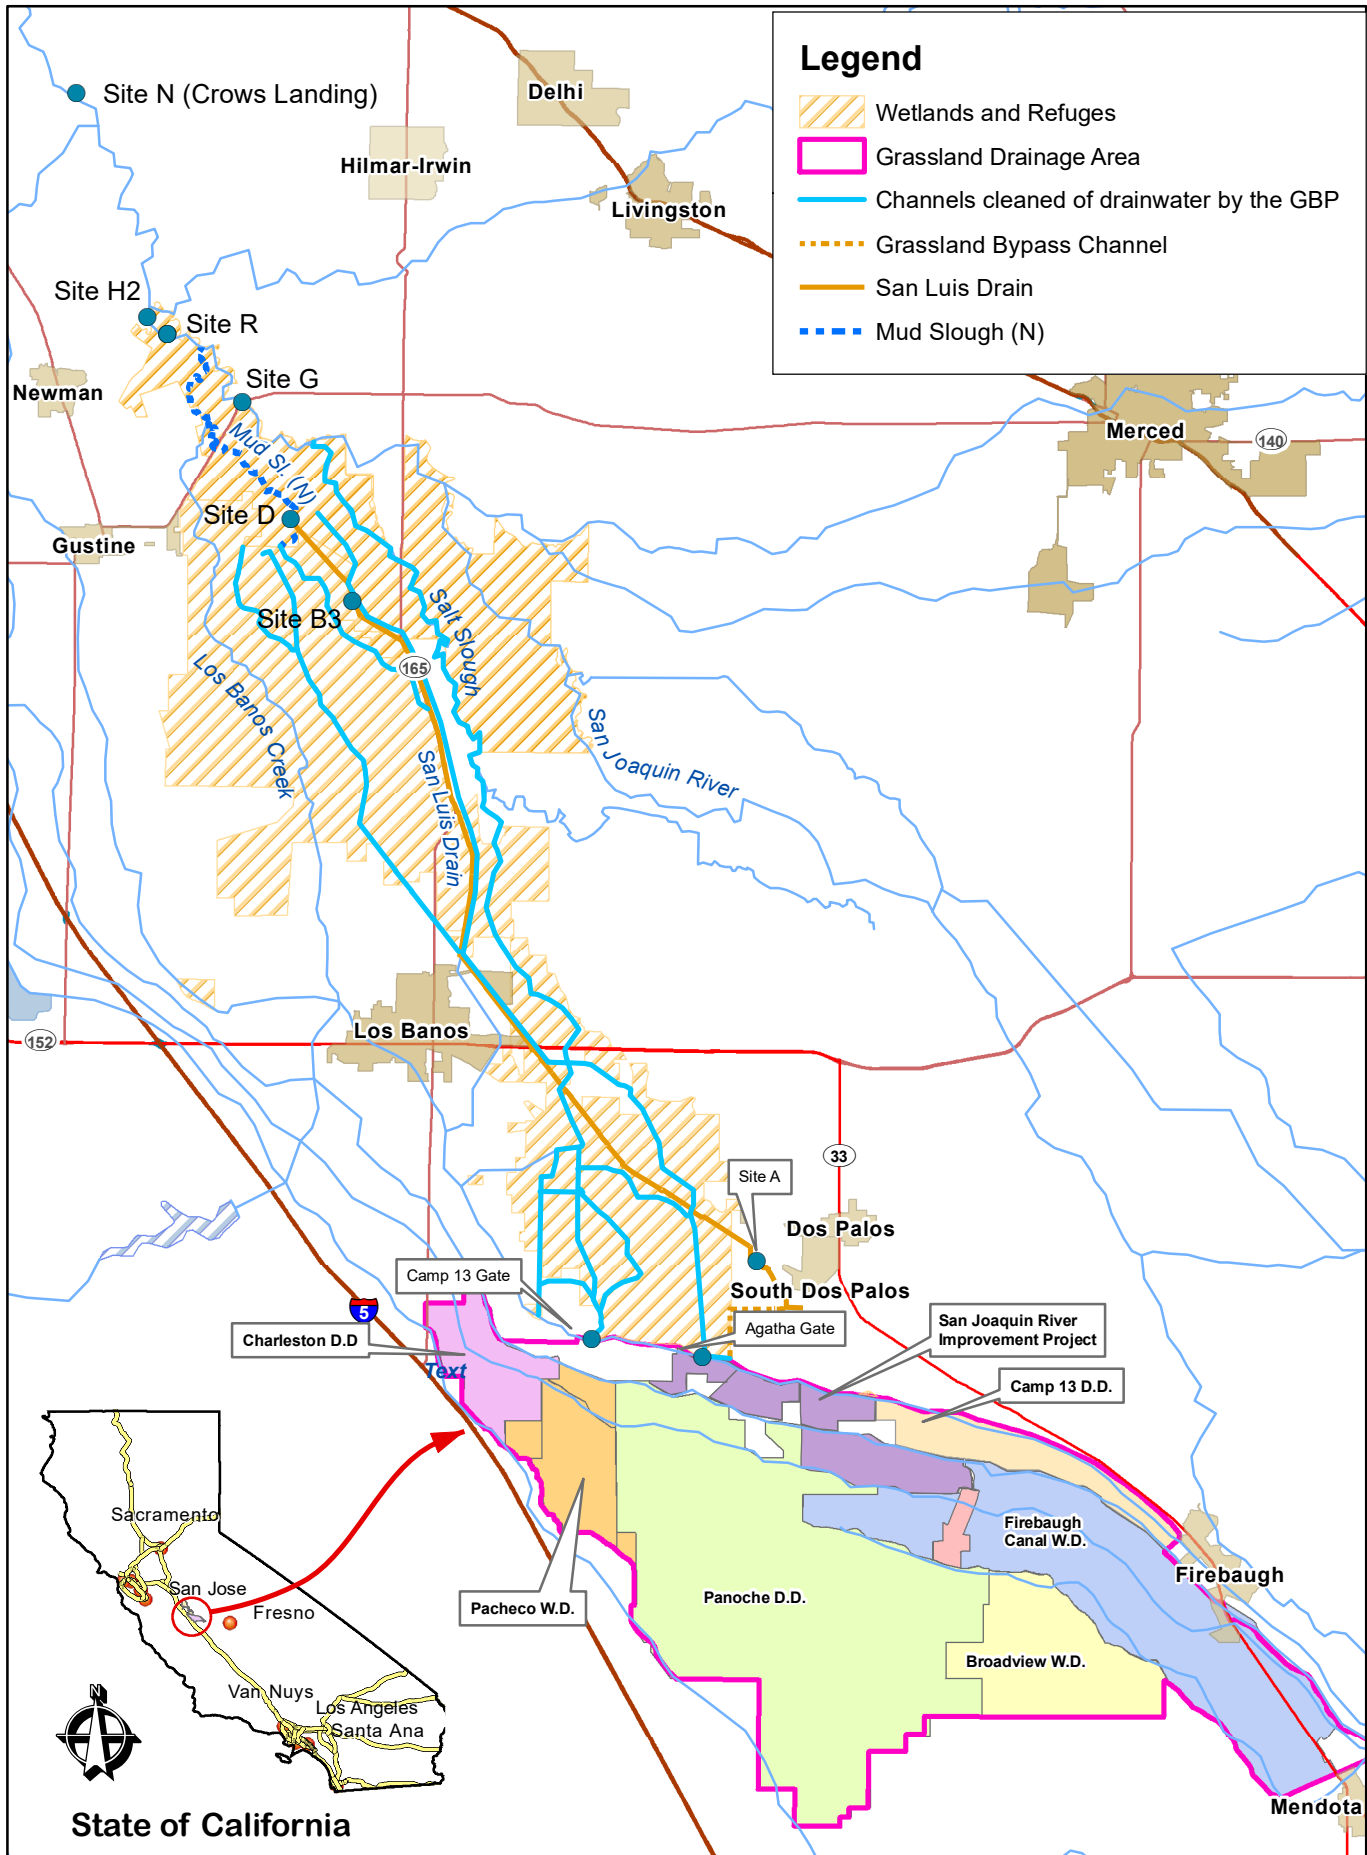 Legend
Wetlands and Refuges
Grassland Drainage Area
Channels cleaned of drainwater by the GBP
Grassland Bypass Channel
San Luis Drain
Mud Slough (N)
Site N (Crows Landing)
Delhi
Hilmar-Irwin
Livingston
Site H2
Site R
Newman
Site G
Merced
140
Mud Sl. (N)
Site D
Gustine
Site B3
Salt Slough
165
Los Banos Creek
San Joaquin River
San Luis Drain
Los Banos
152
33
Site A
Dos Palos
Camp 13 Gate
South Dos Palos
5
Agatha Gate
San Joaquin River
Improvement Project
Charleston D.D
Text
Camp 13 D.D.
Firebaugh
Canal W.D.
Firebaugh
Pacheco W.D.
Panoche D.D.
Broadview W.D.
Mendota
Sacramento
San Jose
Fresno
Van Nuys
Los Angeles
Santa Ana
N
State of California